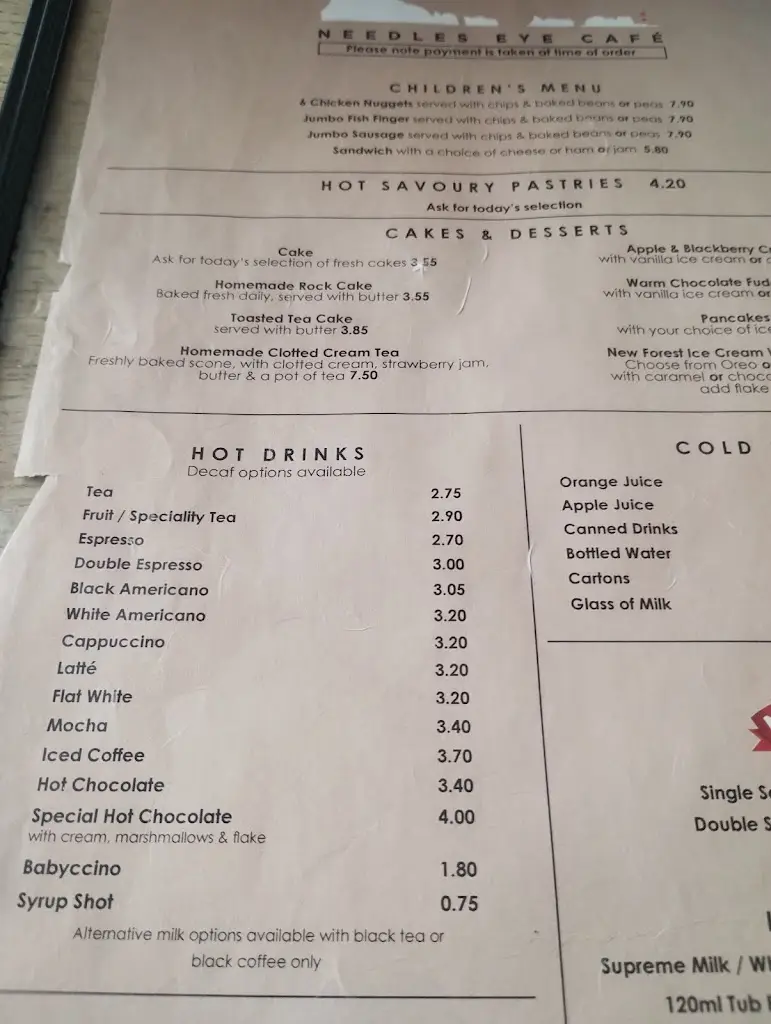 NEEDLES EYE CAFÉ
Please note payment is taken at time of order
CHILDREN'S MENU
6 Chicken Nuggets served with chips & baked beans or peas 7.90
Jumbo Fish Finger served with chips & baked beans or peas 7.90
Jumbo Sausage served with chips & baked beans or peas 7.90
Sandwich with a choice of cheese or ham or jam 5.80
HOT SAVOURY PASTRIES 4.20
Ask for today's selection
CAKES & DESSERTS
Cake
Ask for today's selection of fresh cakes 3.55
Homemade Rock Cake
Baked fresh daily, served with butter 3.55
Toasted Tea Cake
served with butter 3.85
Homemade Clotted Cream Tea
Freshly baked scone, with clotted cream, strawberry jam,
butter & a pot of tea 7.50
Apple & Blackberry
with vanilla ice cream or
Warm Chocolate
with vanilla ice cream or
Pancakes
with your choice of
New Forest Ice Cream
Choose from Oreo
with caramel or
add flake
HOT DRINKS
Decaf options available
Tea 2.75
Fruit / Speciality Tea 2.90
Espresso 2.70
Double Espresso 3.00
Black Americano 3.05
White Americano 3.20
Cappuccino 3.20
Latté 3.20
Flat White 3.20
Mocha 3.40
Iced Coffee 3.70
Hot Chocolate 3.40
Special Hot Chocolate 4.00
with cream, marshmallows & flake
Babyccino 1.80
Syrup Shot 0.75
Alternative milk options available with black tea or
black coffee only
COLD
Orange Juice
Apple Juice
Canned Drinks
Bottled Water
Cartons
Glass of Milk
Single
Double
Supreme Milk /
120ml Tub